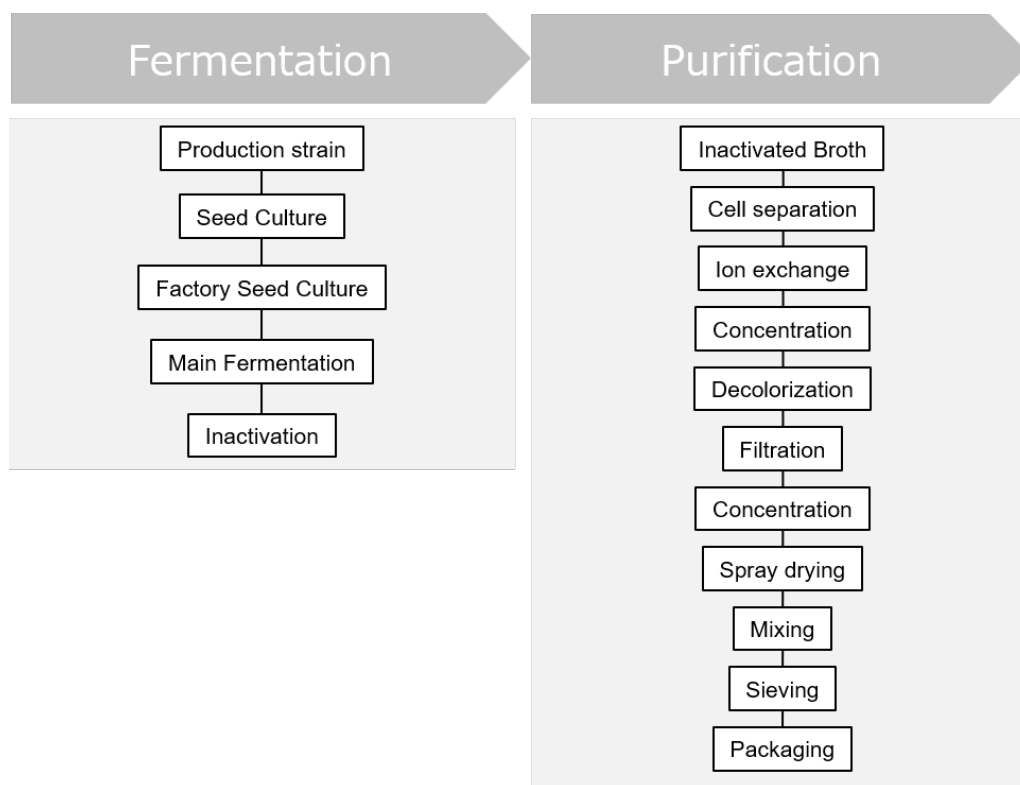 Fermentation
Production strain
Seed Culture
Factory Seed Culture
Main Fermentation
Inactivation
Purification
Inactivated Broth
Cell separation
Ion exchange
Concentration
Decolorization
Filtration
Concentration
Spray drying
Mixing
Sieving
Packaging